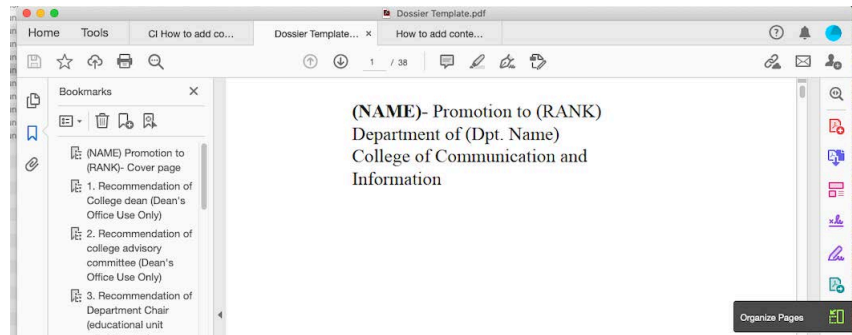 Dossier Template.pdf
Home Tools CI How to add co... Dossier Template... × How to add conte...
1 / 38
Bookmarks
(NAME) Promotion to
(RANK)- Cover page
1. Recommendation of
College dean (Dean's
Office Use Only)
2. Recommendation of
college advisory
committee (Dean's
Office Use Only)
3. Recommendation of
Department Chair
(educational unit
(NAME)- Promotion to (RANK)
Department of (Dpt. Name)
College of Communication and
Information
Organize Pages